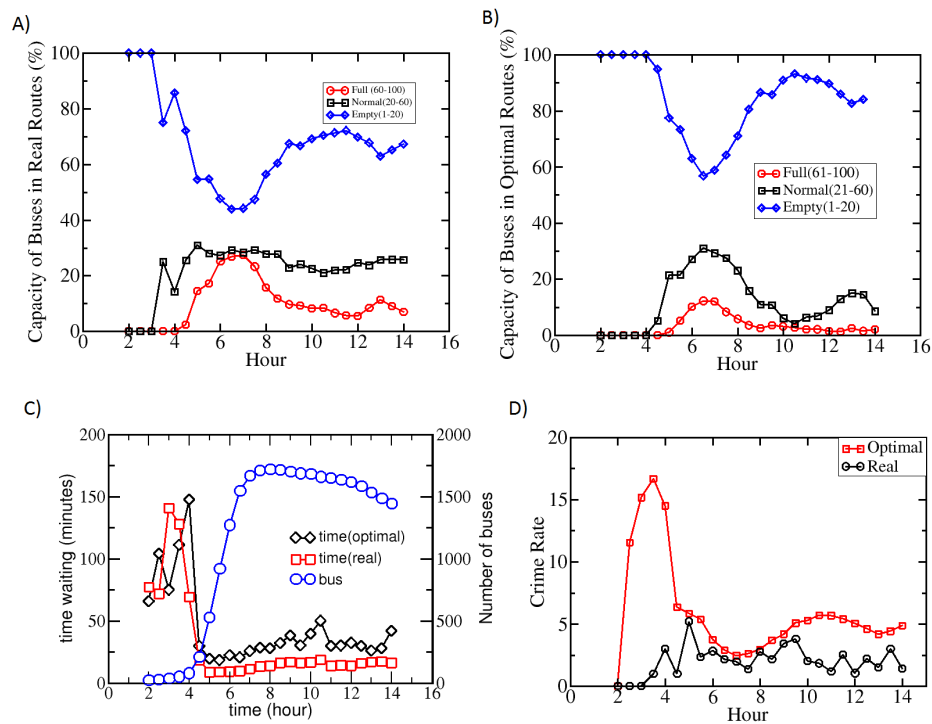 A)
Capacity of Buses in Real Routes (%)
100
80
60
40
20
0
Full (60-100)
Normal(20-60)
Empty(1-20)
0 2 4 6 8 10 12 14 16
Hour
B)
Capacity of Buses in Optimal Routes (%)
100
80
60
40
20
0
Full(61-100)
Normal(21-60)
Empty(1-20)
0 2 4 6 8 10 12 14 16
Hour
C)
time waiting (minutes)
200
150
100
50
0
time(optimal)
time(real)
bus
2000
1500
1000
500
0
Number of buses
0 2 4 6 8 10 12 14 16
time (hour)
D)
Crime Rate
20
15
10
5
0
Optimal
Real
0 2 4 6 8 10 12 14 16
Hour